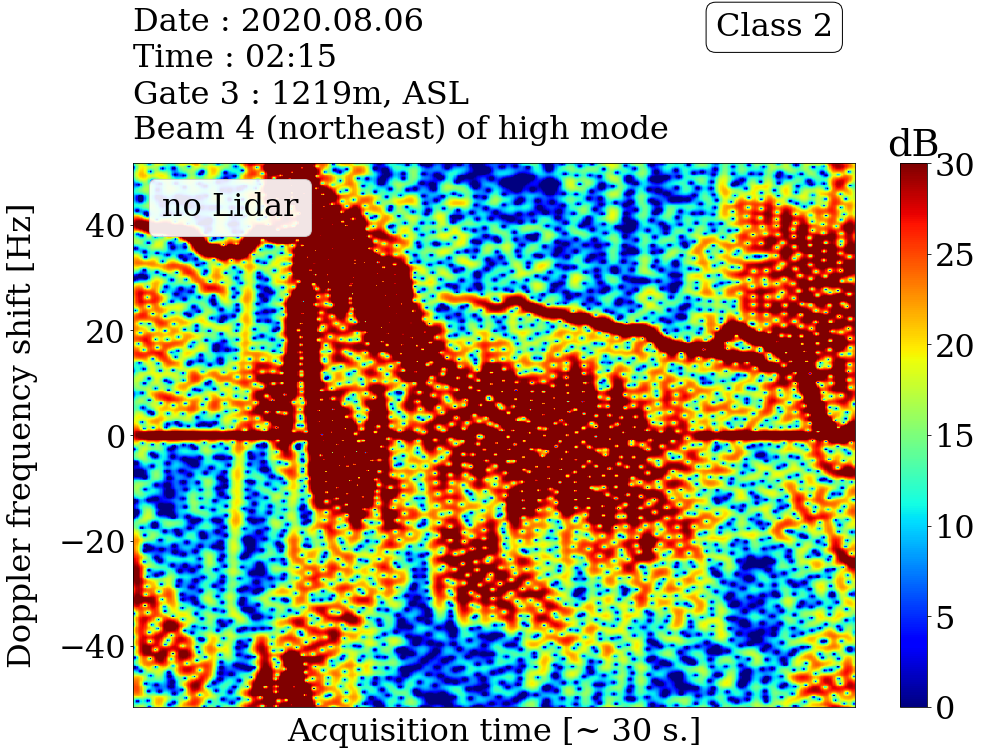 Date : 2020.08.06
Time : 02:15
Gate 3 : 1219m, ASL
Beam 4 (northeast) of high mode
Class 2
dB
no Lidar
Doppler frequency shift [Hz]
40
20
0
−20
−40
30
25
20
15
10
5
0
Acquisition time [~ 30 s.]